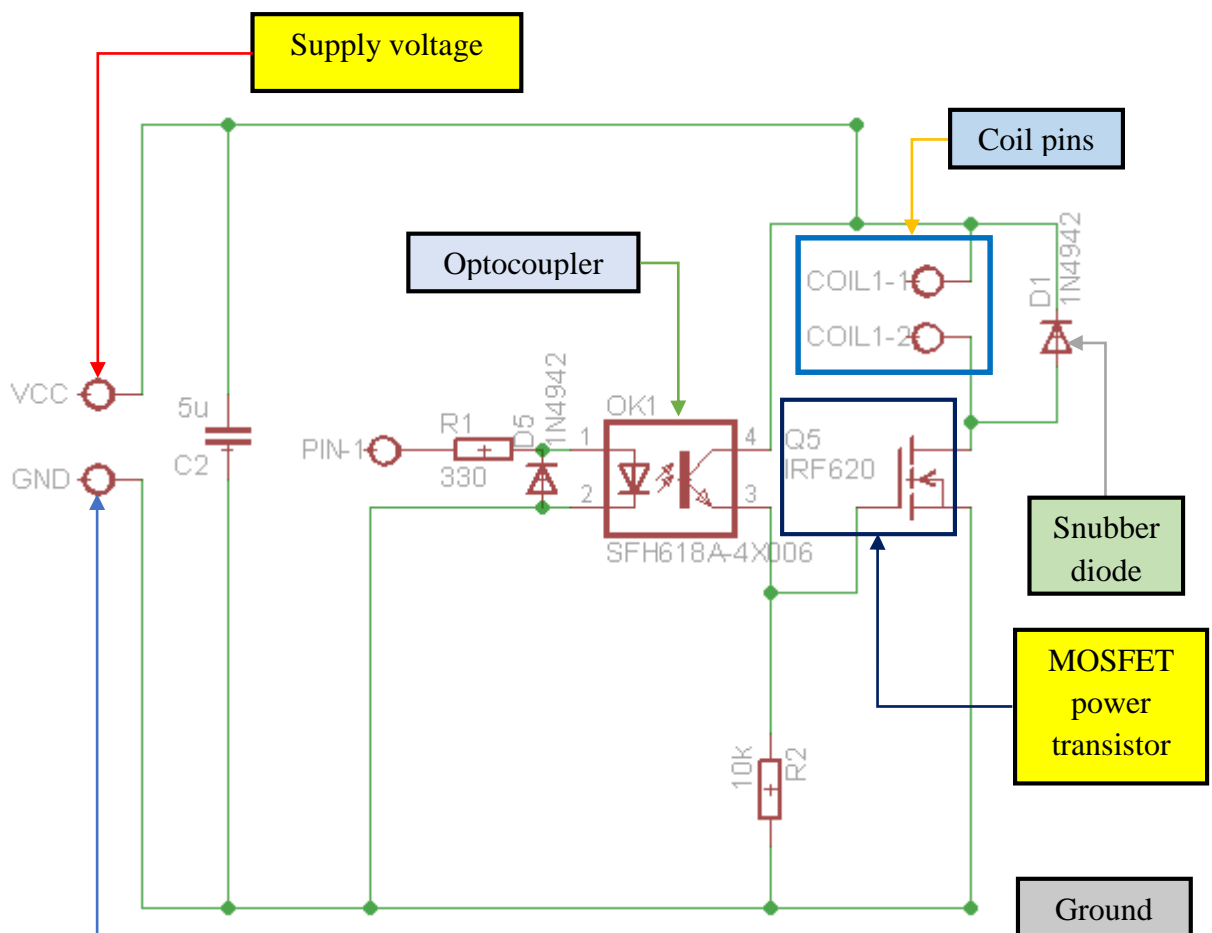 Supply voltage
Coil pins
Optocoupler
COIL1-1
COIL1-2
D1
1N4942
VCC
GND
5u
C2
PIN-1
R1
330
D5
1N4942
OK1
1
2
4
3
SFH618A-4X006
Q5
IRF620
Snubber
diode
MOSFET
power
transistor
10k
R2
Ground